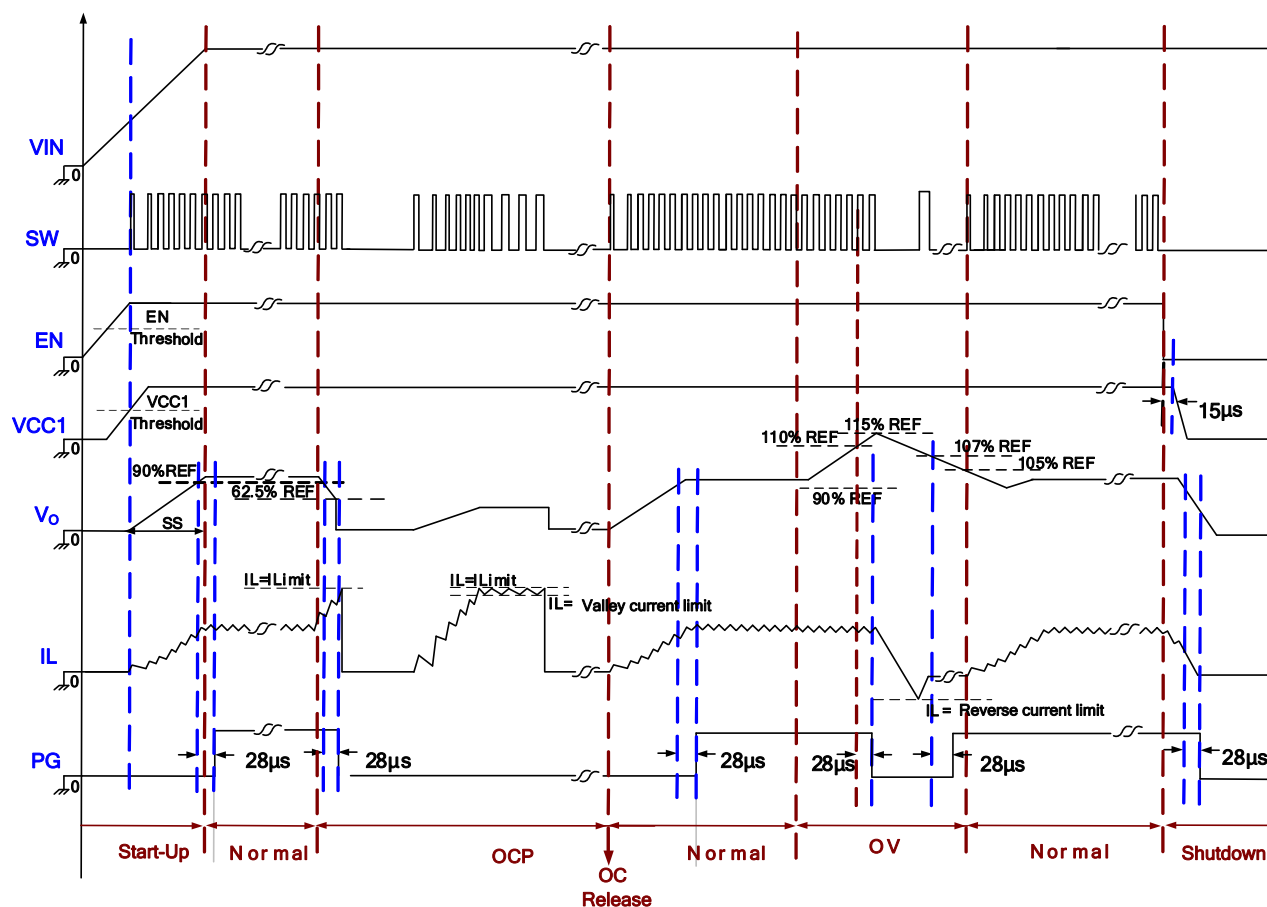 VIN
0
SW
0
EN
Threshold
EN
0
VCC1
Threshold
VCC1
0
15µs
115% REF
110% REF
107% REF
105% REF
90%REF
62.5% REF
90% REF
SS
Vo
0
IL=ILimit
IL=ILimit
IL= Valley current limit
IL
0
IL = Reverse current limit
PG
0
28µs
28µs
28µs
28µs
28µs
28µs
Start-Up
Normal
OCP
Normal
OV
Normal
Shutdown
OC
Release